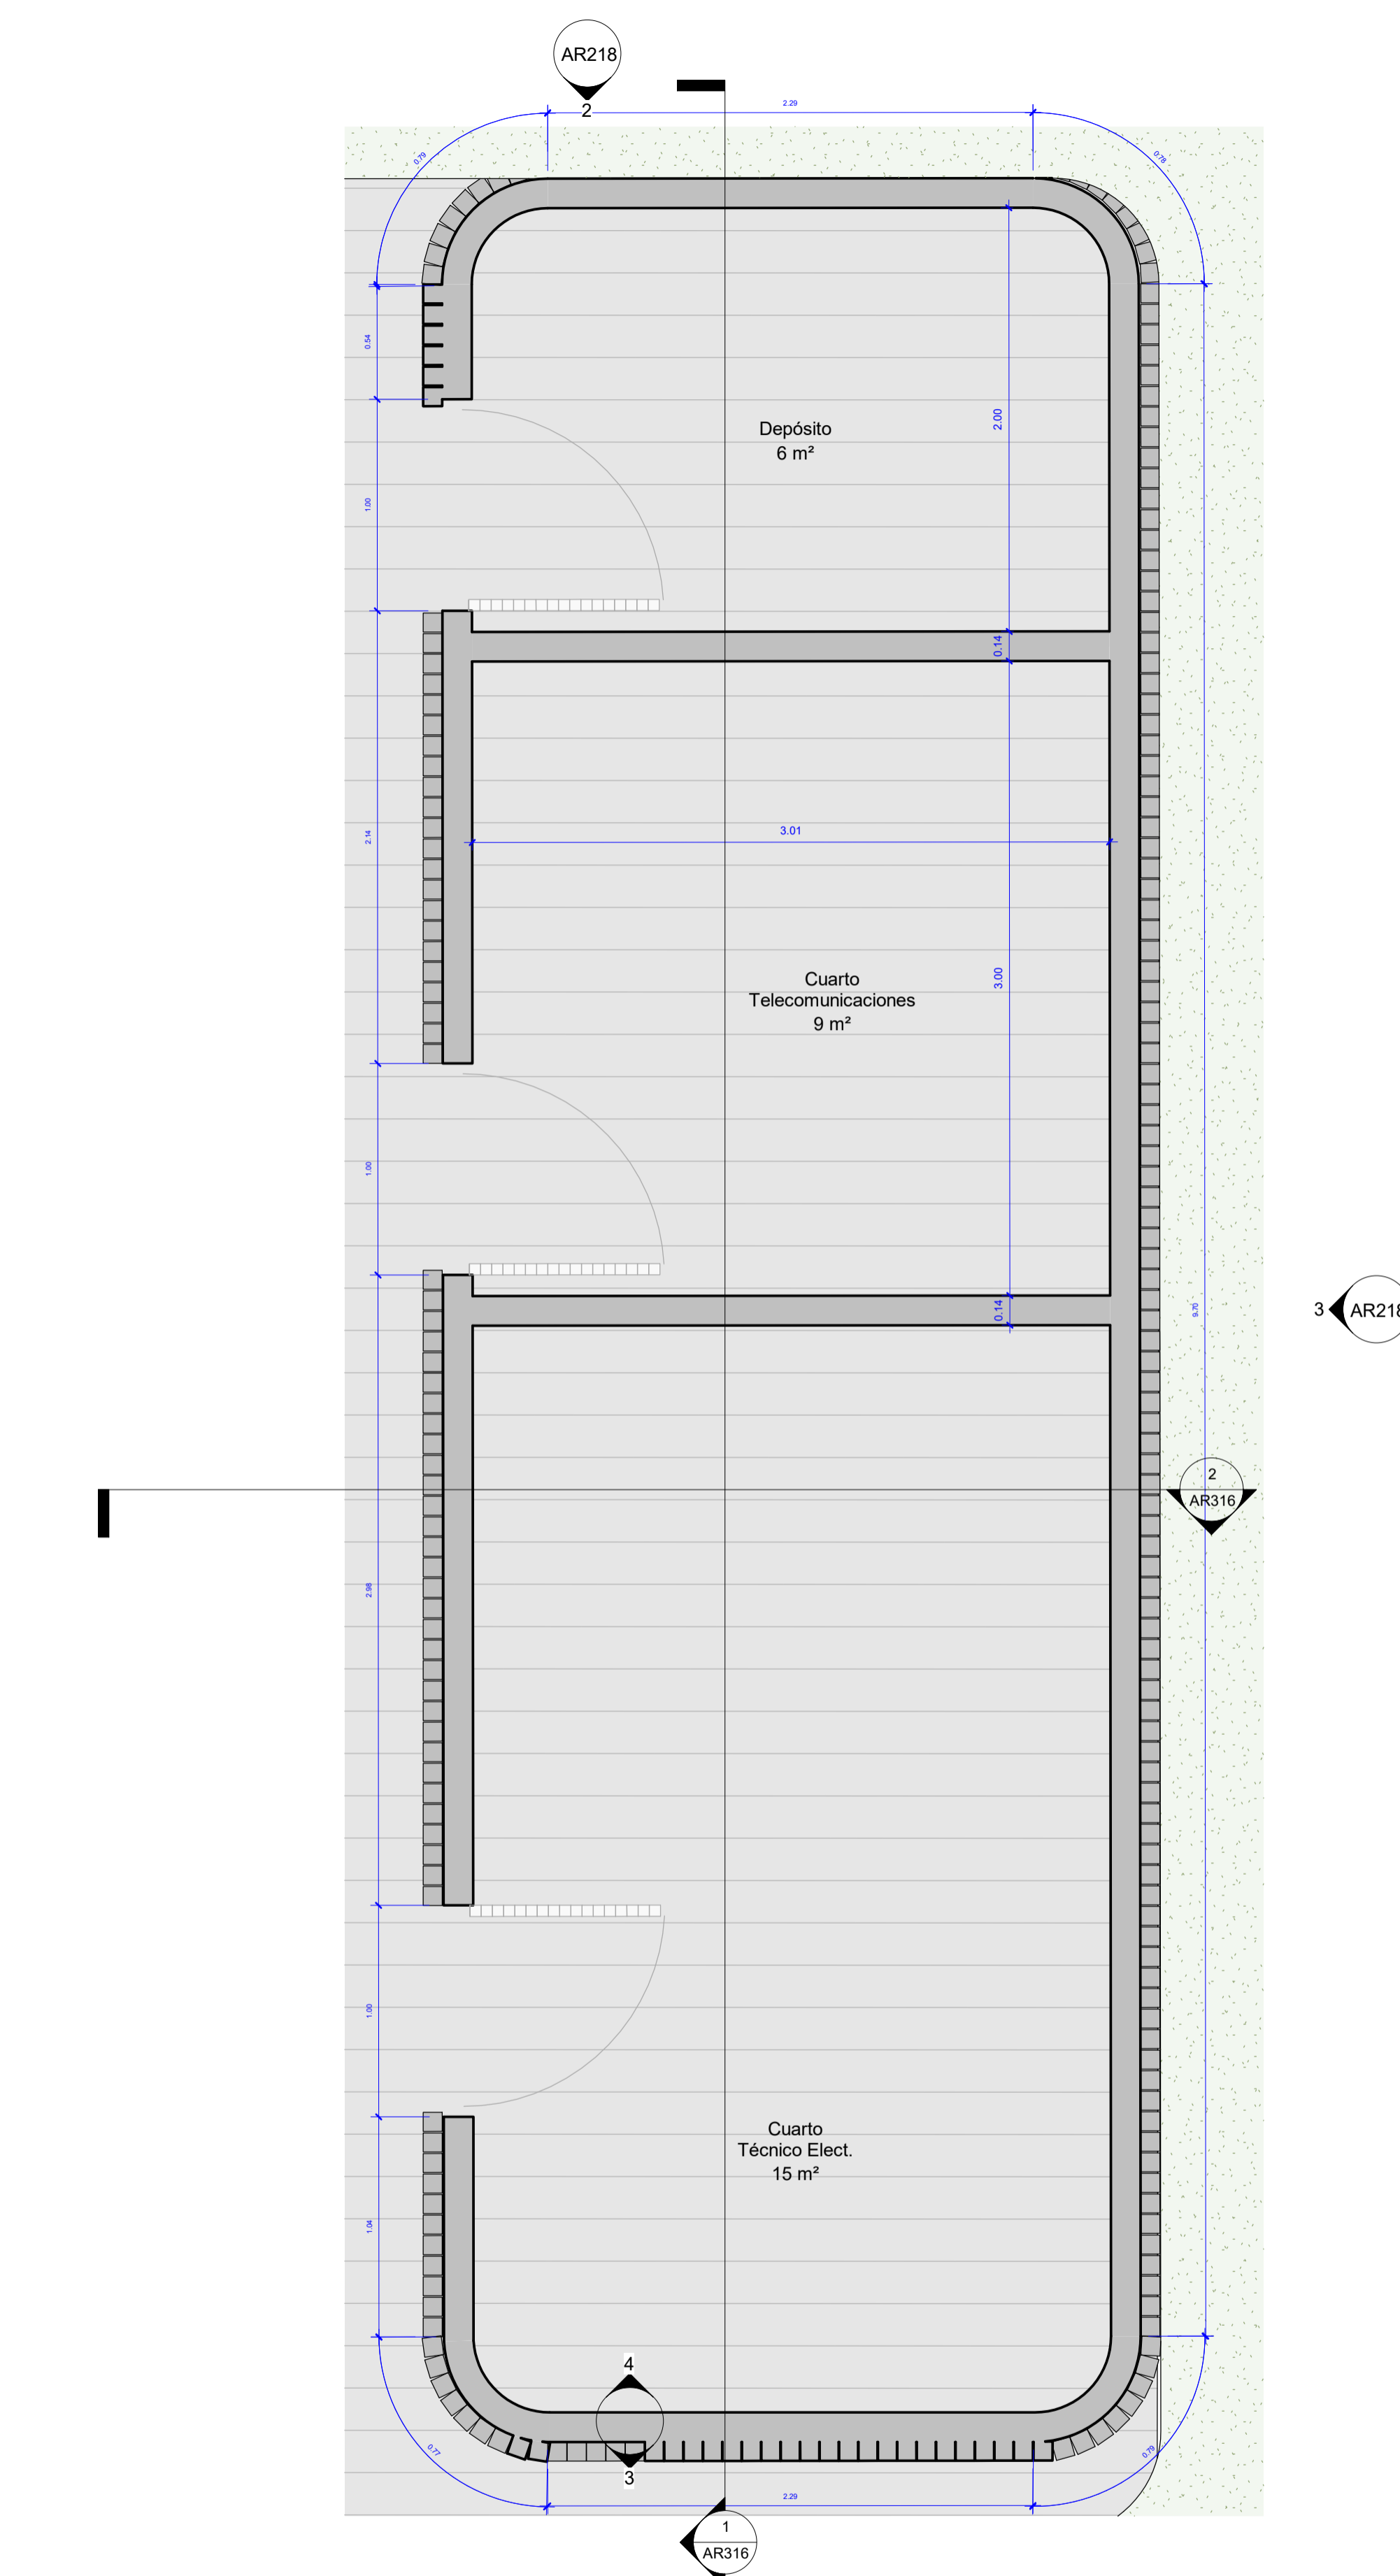 AR218
2
2.29
0.79
0.78
0.54
2.00
Depósito
6 m²
1.00
0.14
2.14
3.01
Cuarto
Telecomunicaciones
9 m²
3.00
1.00
0.14
9.70
3
AR218
2
AR316
2.98
1.00
Cuarto
Técnico Elect.
15 m²
1.04
4
0.77
0.79
3
2.29
1
AR316